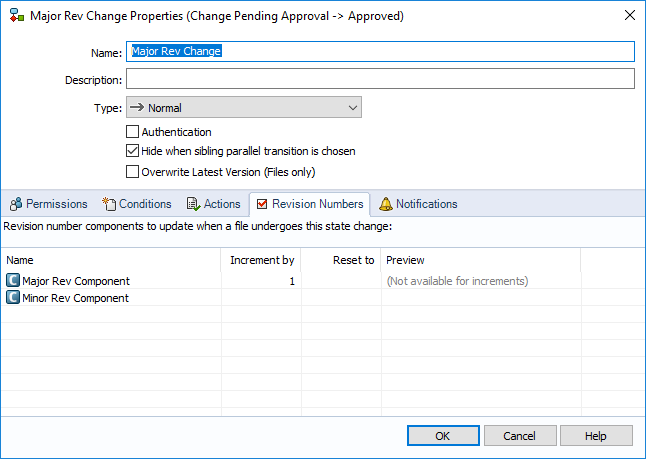 Major Rev Change Properties (Change Pending Approval -> Approved)
Name: Major Rev Change
Description:
Type: Normal
Authentication
Hide when sibling parallel transition is chosen
Overwrite Latest Version (Files only)
Permissions Conditions Actions Revision Numbers Notifications
Revision number components to update when a file undergoes this state change:
Name Increment by Reset to Preview
C Major Rev Component 1 (Not available for increments)
C Minor Rev Component
OK Cancel Help